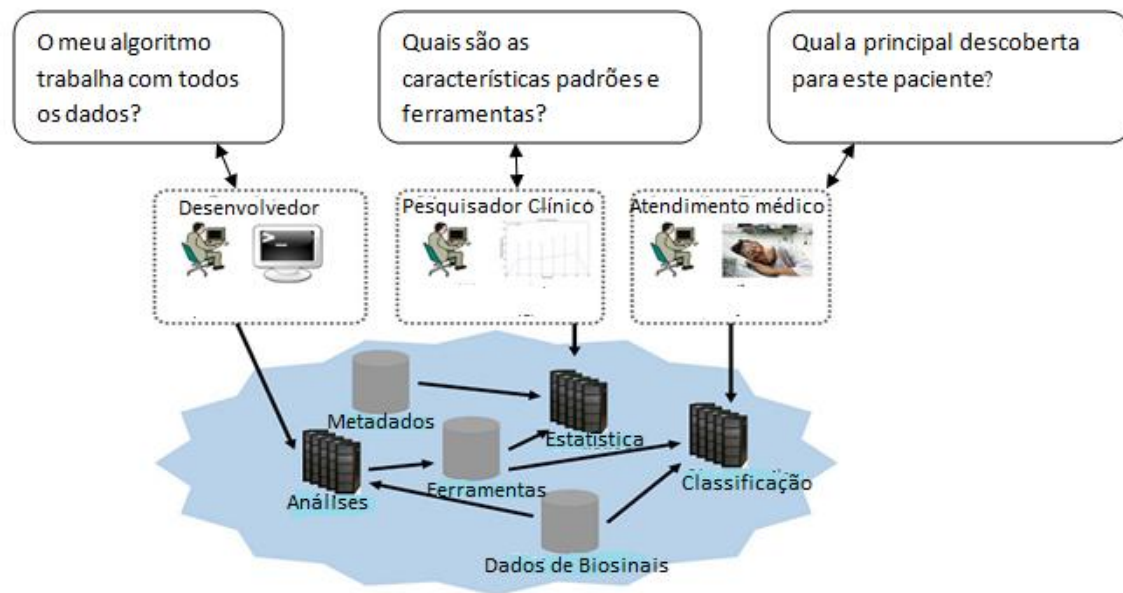 O meu algoritmo
trabalha com todos
os dados?
Quais são as
características padrões e
ferramentas?
Qual a principal descoberta
para este paciente?
Desenvolvedor
Pesquisador Clínico
Atendimento médico
>_
Metadados
Estatística
Análises
Ferramentas
Classificação
Dados de Biosinais